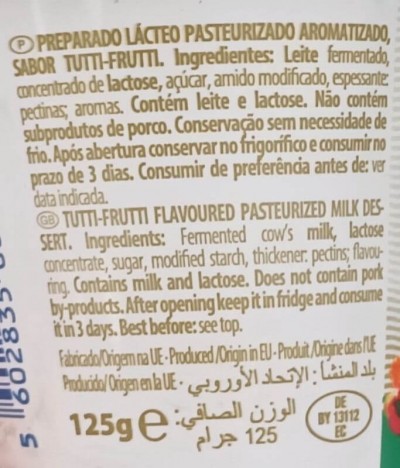 Ⓟ PREPARADO LÁCTEO PASTEURIZADO AROMATIZADO,
SABOR TUTTI-FRUTTI. Ingredientes: Leite fermentado,
concentrado de lactose, açúcar, amido modificado, espessante:
pectinas; aromas. Contém leite e lactose. Não contém
subprodutos de porco. Conservação sem necessidade de
frio. Após abertura conservar no frigorífico e consumir no
prazo de 3 dias. Consumir de preferência antes de: ver
data indicada.
GB TUTTI-FRUTTI FLAVOURED PASTEURIZED MILK DES-
SERT. Ingredients: Fermented cow's milk, lactose
concentrate, sugar, modified starch, thickener: pectins; flavou-
ring. Contains milk and lactose. Does not contain pork
by-products. After opening keep it in fridge and consume
it in 3 days. Best before: see top.
Fabricado/Origem na UE - Produced/Origin in EU - Produit/Origine dans l'UE
Producido/Origen en la UE - بلد المنشأ: الإتحاد الأوروبي
125g e الوزن الصافي:
125 جرام
DE
BY 13112
EC